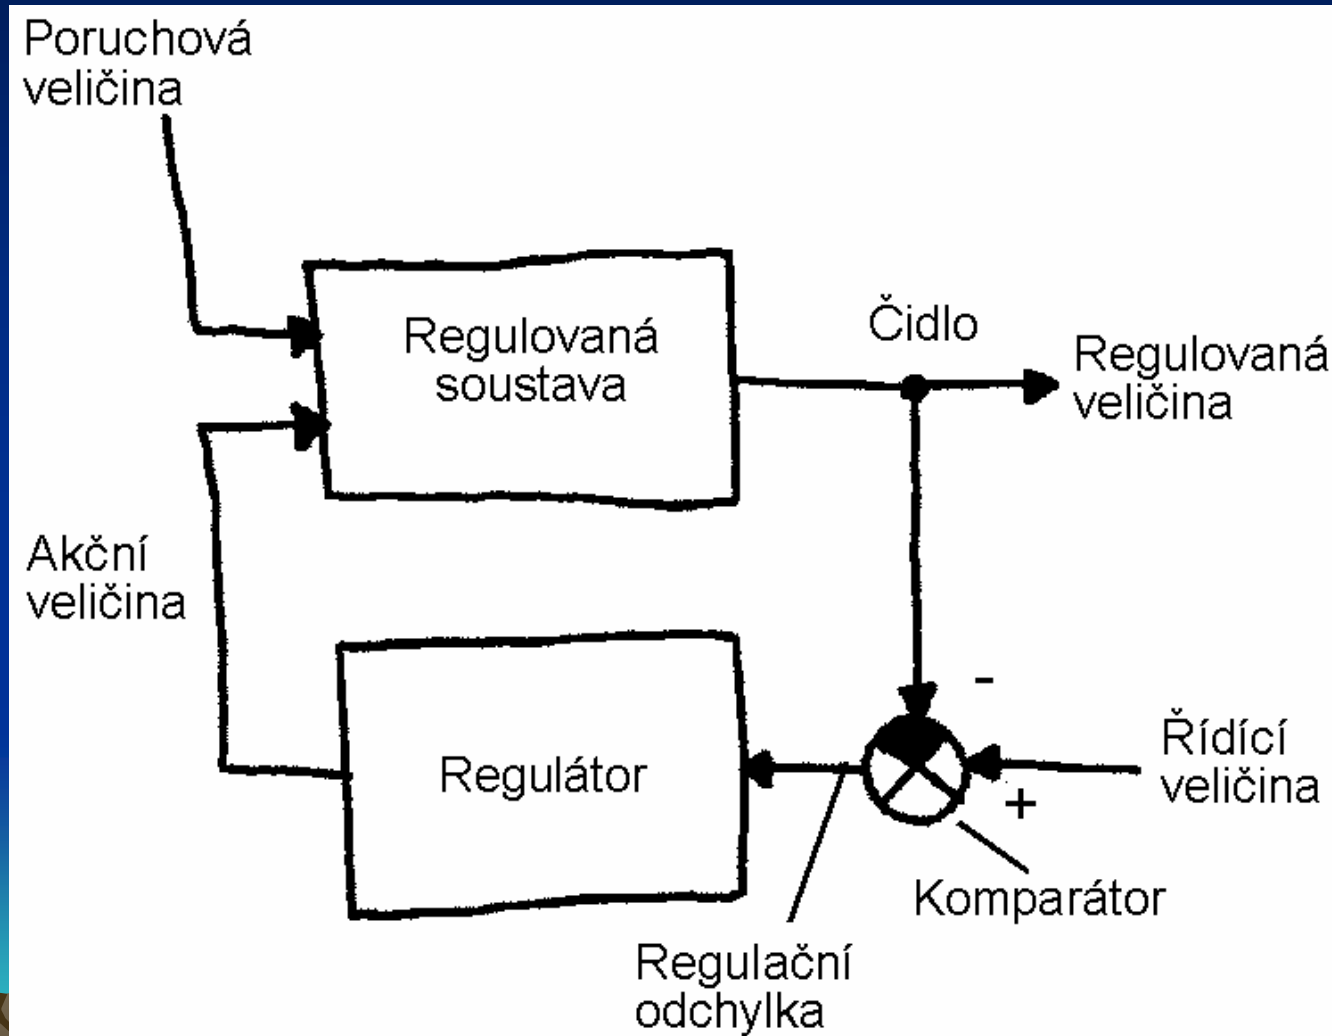 Poruchová
veličina
Regulovaná
soustava
Čidlo
Regulovaná
veličina
Akční
veličina
-
Regulátor
Řídící
veličina
+
Komparátor
Regulační
odchylka